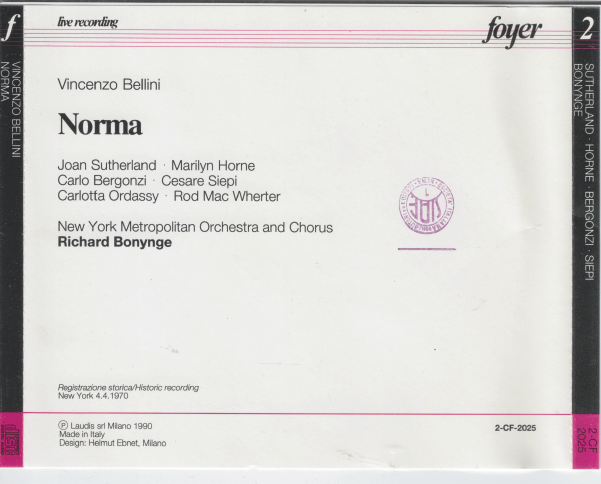 f
VINCENZO BELLINI
NORMA
live recording
foyer
2
SUTHERLAND · HORNE · BERGONZI · SIEPI
BONYNGE
Vincenzo Bellini
Norma
Joan Sutherland · Marilyn Horne
Carlo Bergonzi · Cesare Siepi
Carlotta Ordassy · Rod Mac Wherter
New York Metropolitan Orchestra and Chorus
Richard Bonynge
Registrazione storica/Historic recording
New York 4.4.1970
℗ Laudis srl Milano 1990
Made in Italy
Design: Helmut Ebnet, Milano
2-CF-2025
2-CF
2025